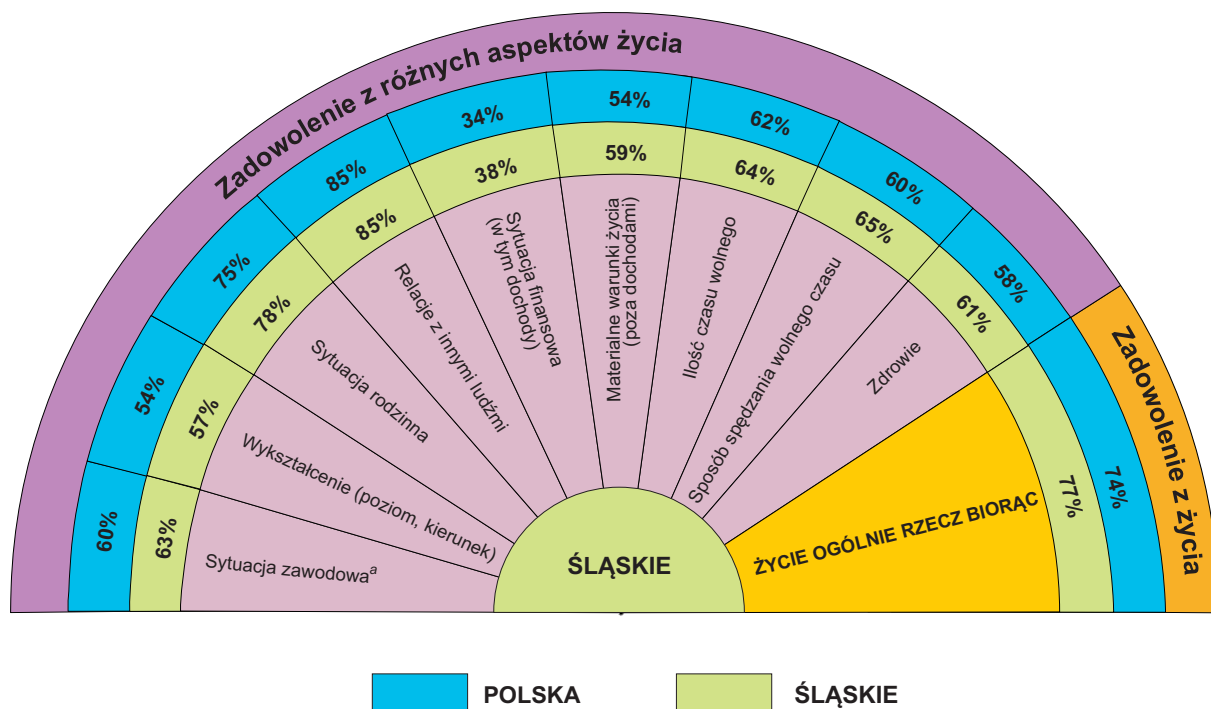 Zadowolenie z różnych aspektów życia
60%
54%
75%
85%
34%
54%
62%
60%
58%
74%
63%
57%
78%
85%
38%
59%
64%
65%
61%
77%
Sytuacja zawodowaᵃ
Wykształcenie (poziom, kierunek)
Sytuacja rodzinna
Relacje z innymi ludźmi
Sytuacja finansowa
(w tym dochody)
Materialne warunki życia
(poza dochodami)
Ilość czasu wolnego
Sposób spędzania wolnego czasu
Zdrowie
ŻYCIE OGÓLNIE RZECZ BIORĄC
Zadowolenie z życia
ŚLĄSKIE
POLSKA
ŚLĄSKIE